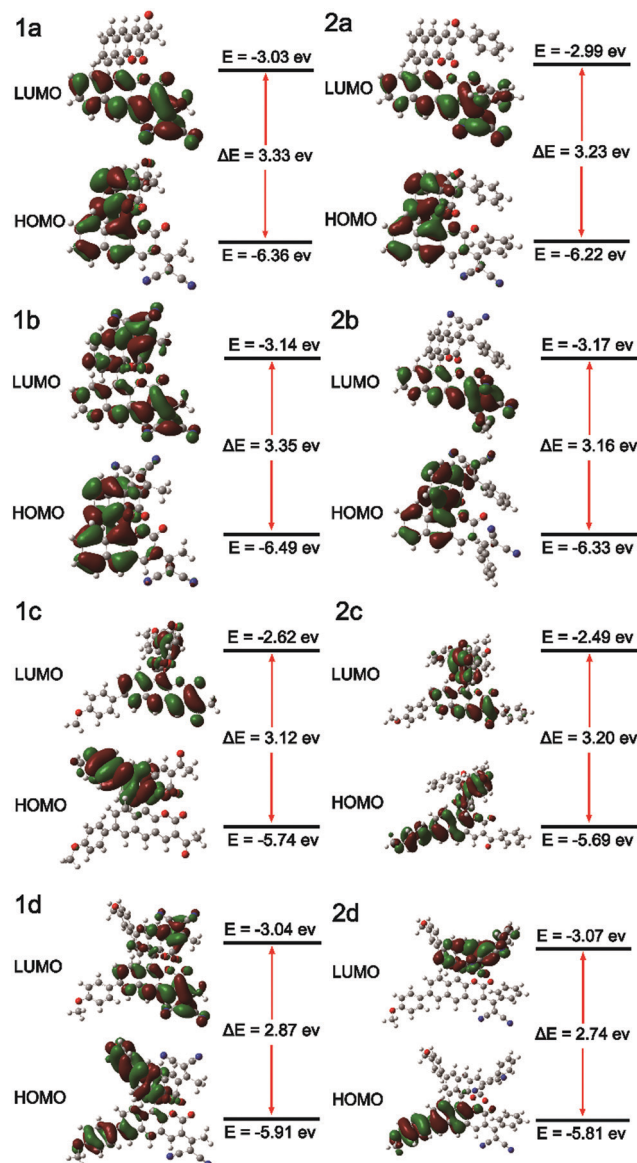 1a
E = -3.03 ev
LUMO
ΔE = 3.33 ev
HOMO
E = -6.36 ev
2a
E = -2.99 ev
LUMO
ΔE = 3.23 ev
HOMO
E = -6.22 ev
1b
E = -3.14 ev
LUMO
ΔE = 3.35 ev
HOMO
E = -6.49 ev
2b
E = -3.17 ev
LUMO
ΔE = 3.16 ev
HOMO
E = -6.33 ev
1c
E = -2.62 ev
LUMO
ΔE = 3.12 ev
HOMO
E = -5.74 ev
2c
E = -2.49 ev
LUMO
ΔE = 3.20 ev
HOMO
E = -5.69 ev
1d
E = -3.04 ev
LUMO
ΔE = 2.87 ev
HOMO
E = -5.91 ev
2d
E = -3.07 ev
LUMO
ΔE = 2.74 ev
HOMO
E = -5.81 ev